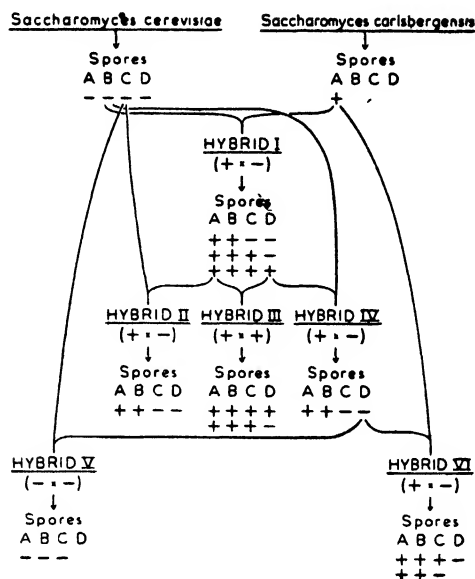 Saccharomyces cerevisiae Saccharomyces carlsbergensis
Spores Spores
A B C D A B C D
− − − − +
HYBRID I
(+ × −)
Spores
A B C D
+ + − −
+ + + −
+ + + +
HYBRID II HYBRID III HYBRID IV
(+ × −) (+ × +) (+ × −)
Spores Spores Spores
A B C D A B C D A B C D
+ + − − + + + + + + − −
+ + + −
HYBRID V HYBRID VI
(− × −) (+ × −)
Spores Spores
A B C D A B C D
− − − + + + −
+ + −